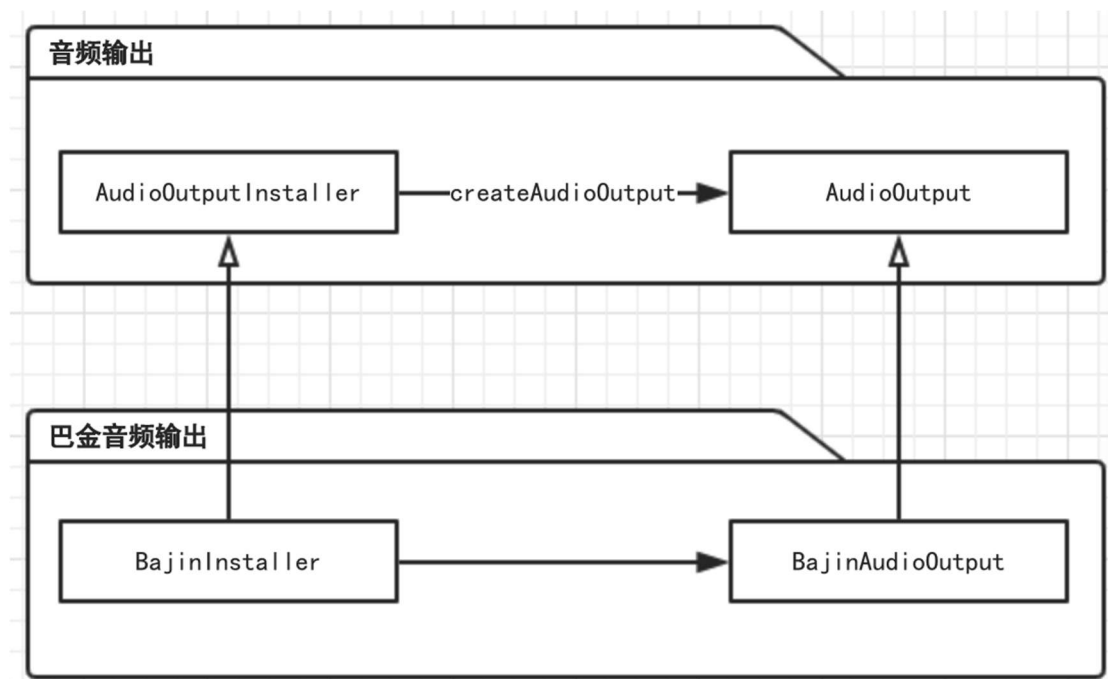 音频输出
AudioOutputInstaller
createAudioOutput
AudioOutput
巴金音频输出
BajinInstaller
BajinAudioOutput